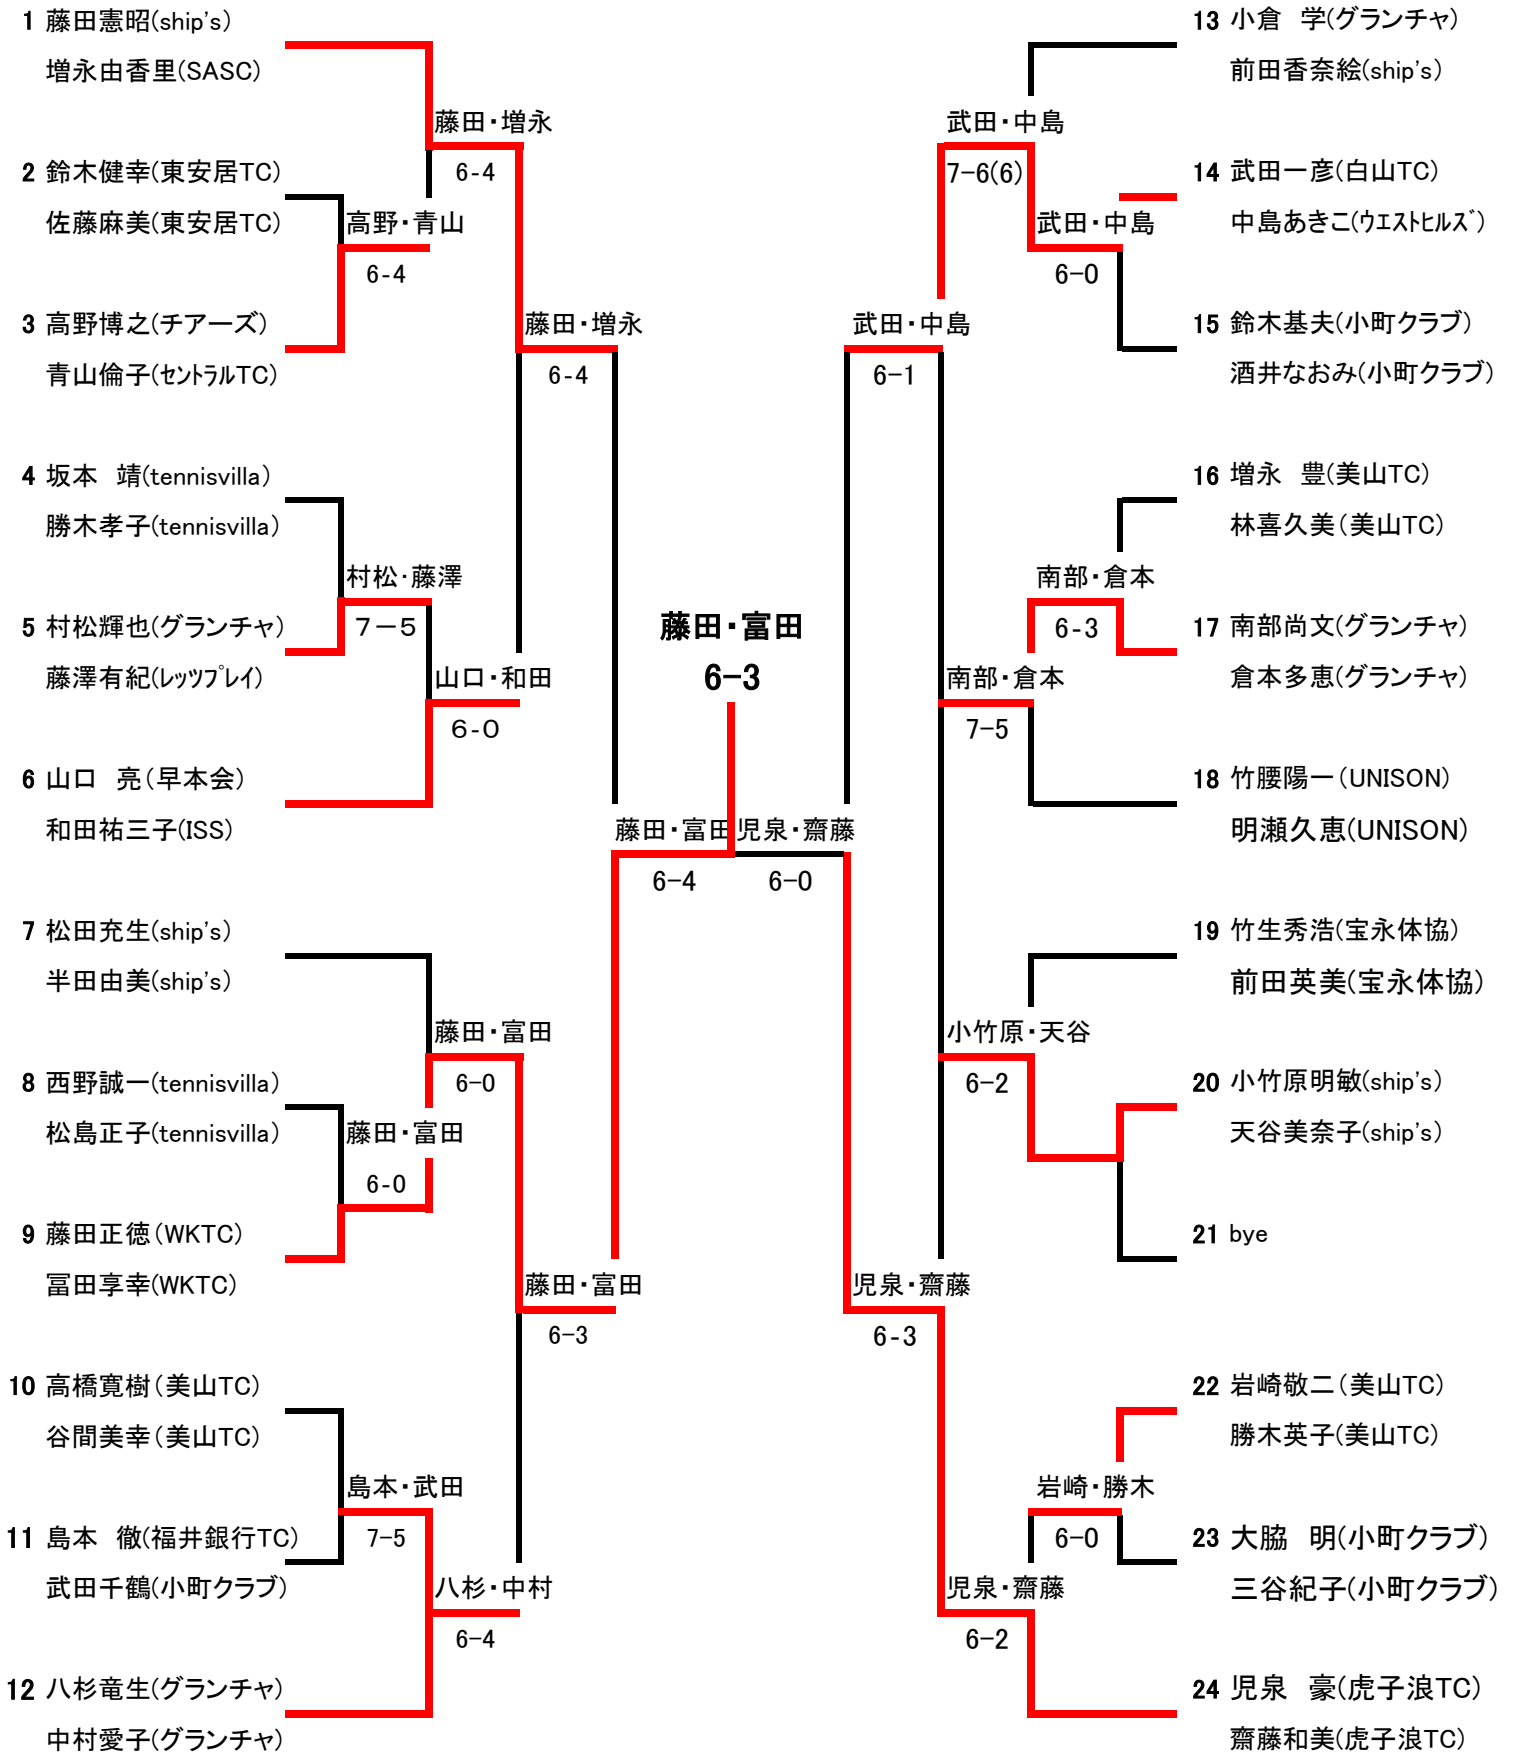 1 藤田憲昭(ship's)
増永由香里(SASC)
2 鈴木健幸(東安居TC)
佐藤麻美(東安居TC)
3 高野博之(チアーズ)
青山倫子(ｾﾝﾄﾗﾙTC)
4 坂本　靖(tennisvilla)
勝木孝子(tennisvilla)
5 村松輝也(グランチャ)
藤澤有紀(ﾚｯﾂﾌﾟﾚｲ)
6 山口　亮(早本会)
和田祐三子(ISS)
7 松田充生(ship's)
半田由美(ship's)
8 西野誠一(tennisvilla)
松島正子(tennisvilla)
9 藤田正徳(WKTC)
冨田享幸(WKTC)
10 高橋寛樹(美山TC)
谷間美幸(美山TC)
11 島本　徹(福井銀行TC)
武田千鶴(小町クラブ)
12 八杉竜生(グランチャ)
中村愛子(グランチャ)
高野・青山
6-4
村松・藤澤
７－５
藤田・富田
6-0
島本・武田
7-5
藤田・増永
6-4
山口・和田
６-０
藤田・富田
6-0
八杉・中村
6-4
藤田・増永
6-4
藤田・富田
6-3
藤田・富田
6-4
藤田・富田
6-3
児泉・齋藤
6-0
武田・中島
6-1
児泉・齋藤
6-3
武田・中島
7-6(6)
南部・倉本
7-5
小竹原・天谷
6-2
児泉・齋藤
6-2
武田・中島
6-0
南部・倉本
6-3
岩崎・勝木
6-0
13 小倉　学(グランチャ)
前田香奈絵(ship's)
14 武田一彦(白山TC)
中島あきこ(ｳｴｽﾄﾋﾙｽﾞ)
15 鈴木基夫(小町クラブ)
酒井なおみ(小町クラブ)
16 増永　豊(美山TC)
林喜久美(美山TC)
17 南部尚文(グランチャ)
倉本多恵(グランチャ)
18 竹腰陽一(UNISON)
明瀬久恵(UNISON)
19 竹生秀浩(宝永体協)
前田英美(宝永体協)
20 小竹原明敏(ship's)
天谷美奈子(ship's)
21 bye
22 岩崎敬二(美山TC)
勝木英子(美山TC)
23 大脇　明(小町クラブ)
三谷紀子(小町クラブ)
24 児泉　豪(虎子浪TC)
齋藤和美(虎子浪TC)